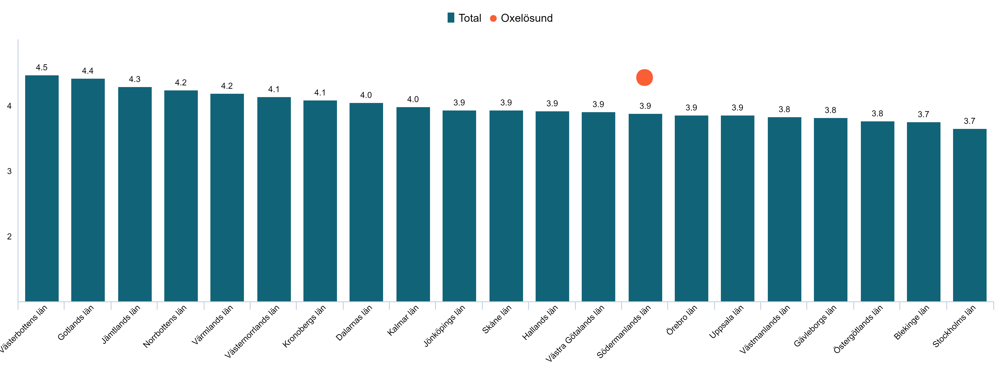 Total Oxelösund
4.5 4.4 4.3 4.2 4.2 4.1 4.1 4.0 4.0 3.9 3.9 3.9 3.9 3.9 3.9 3.9 3.8 3.8 3.8 3.7 3.7
4
3
2
Västerbottens län
Gotlands län
Jämtlands län
Norrbottens län
Värmlands län
Västernorrlands län
Kronobergs län
Dalarnas län
Kalmar län
Jönköpings län
Skåne län
Hallands län
Västra Götalands län
Södermanlands län
Örebro län
Uppsala län
Västmanlands län
Gävleborgs län
Östergötlands län
Blekinge län
Stockholms län